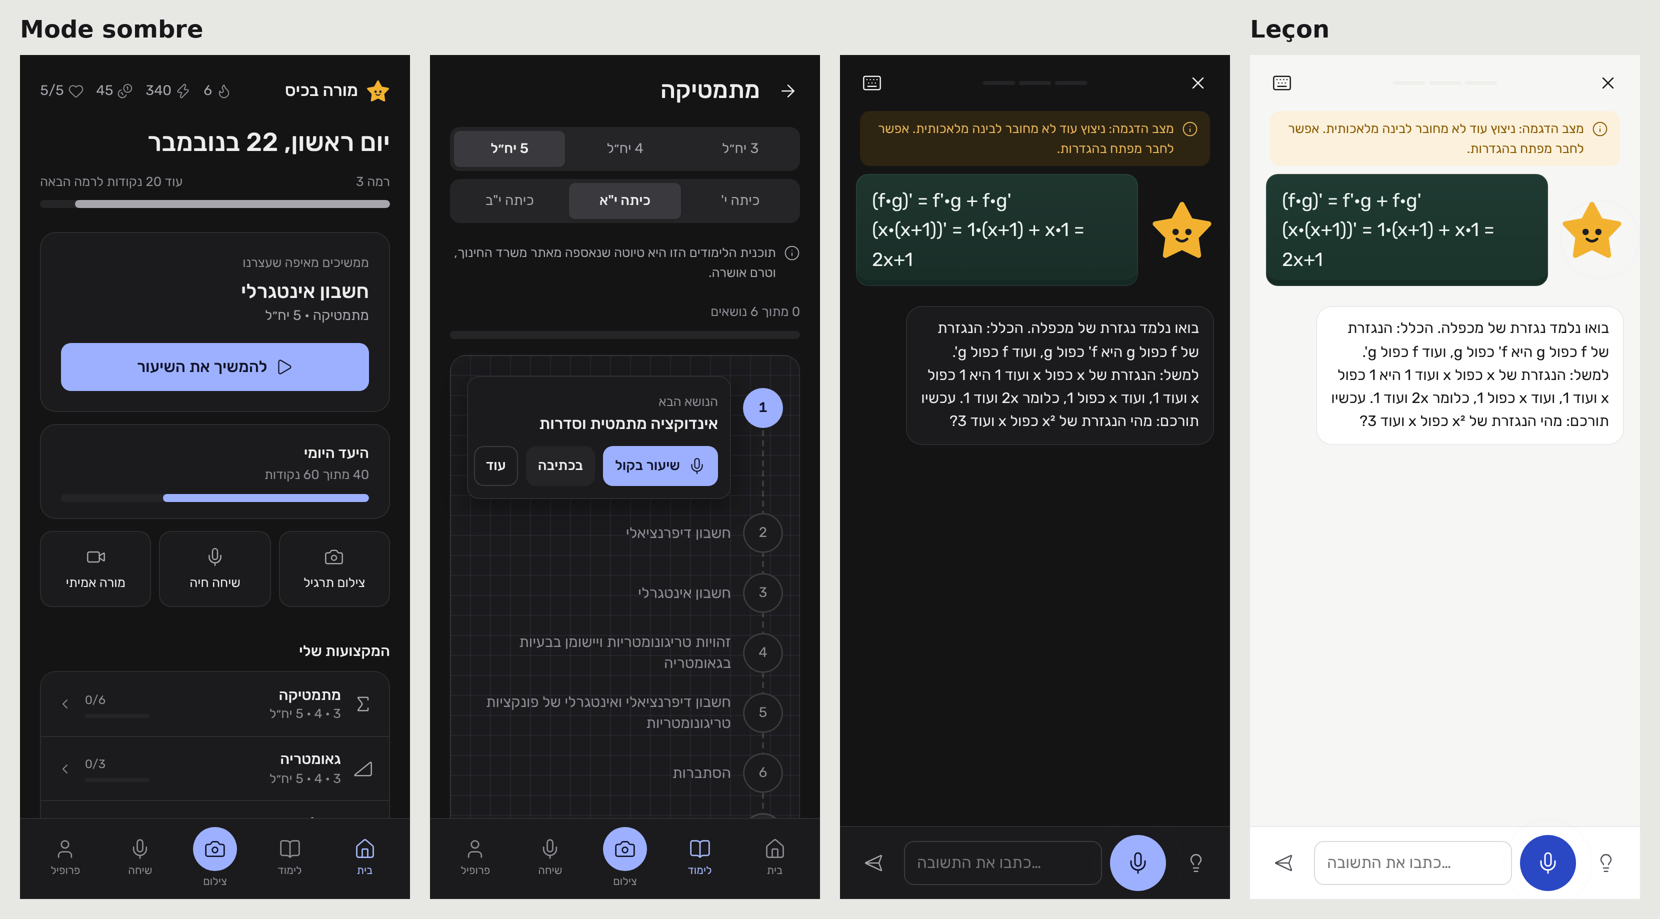 Mode sombre
מורה בכיס
6
340
45
5/5
יום ראשון, 22 בנובמבר
רמה 3
עוד 20 נקודות לרמה הבאה
ממשיכים מאיפה שעצרנו
חשבון אינטגרלי
מתמטיקה • 5 יח״ל
להמשיך את השיעור
היעד היומי
40 מתוך 60 נקודות
צילום תרגיל
שיחה חיה
מורה אמיתי
המקצועות שלי
מתמטיקה
3 • 4 • 5 יח״ל
0/6
גאומטריה
3 • 4 • 5 יח״ל
0/3
בית
לימוד
צילום
שיחה
פרופיל
מתמטיקה
3 יח״ל
4 יח״ל
5 יח״ל
כיתה י'
כיתה י"א
כיתה י"ב
תוכנית הלימודים הזו היא טיוטה שנאספה מאתר משרד החינוך,
וטרם אושרה.
0 מתוך 6 נושאים
1
הנושא הבא
אינדוקציה מתמטית וסדרות
שיעור בקול
בכתיבה
עוד
2
חשבון דיפרנציאלי
3
חשבון אינטגרלי
4
זהויות טריגונומטריות ויישומן בבעיות
בגאומטריה
5
חשבון דיפרנציאלי ואינטגרלי של פונקציות
טריגונומטריות
6
הסתברות
בית
לימוד
צילום
שיחה
פרופיל
מצב הדגמה: ניצוץ עוד לא מחובר לבינה מלאכותית. אפשר
לחבר מפתח בהגדרות.
(f•g)' = f'•g + f•g'
(x•(x+1))' = 1•(x+1) + x•1 =
2x+1
בואו נלמד נגזרת של מכפלה. הכלל: הנגזרת
של f כפול g היא f' כפול g, ועוד f כפול g'.
למשל: הנגזרת של x כפול x ועוד 1 היא 1 כפול
x ועוד 1, ועוד x כפול 1, כלומר 2x ועוד 1. עכשיו
תורכם: מהי הנגזרת של x² כפול x ועוד 3?
כתבו את התשובה...
Leçon
מצב הדגמה: ניצוץ עוד לא מחובר לבינה מלאכותית. אפשר
לחבר מפתח בהגדרות.
(f•g)' = f'•g + f•g'
(x•(x+1))' = 1•(x+1) + x•1 =
2x+1
בואו נלמד נגזרת של מכפלה. הכלל: הנגזרת
של f כפול g היא f' כפול g, ועוד f כפול g'.
למשל: הנגזרת של x כפול x ועוד 1 היא 1 כפול
x ועוד 1, ועוד x כפול 1, כלומר 2x ועוד 1. עכשיו
תורכם: מהי הנגזרת של x² כפול x ועוד 3?
כתבו את התשובה...